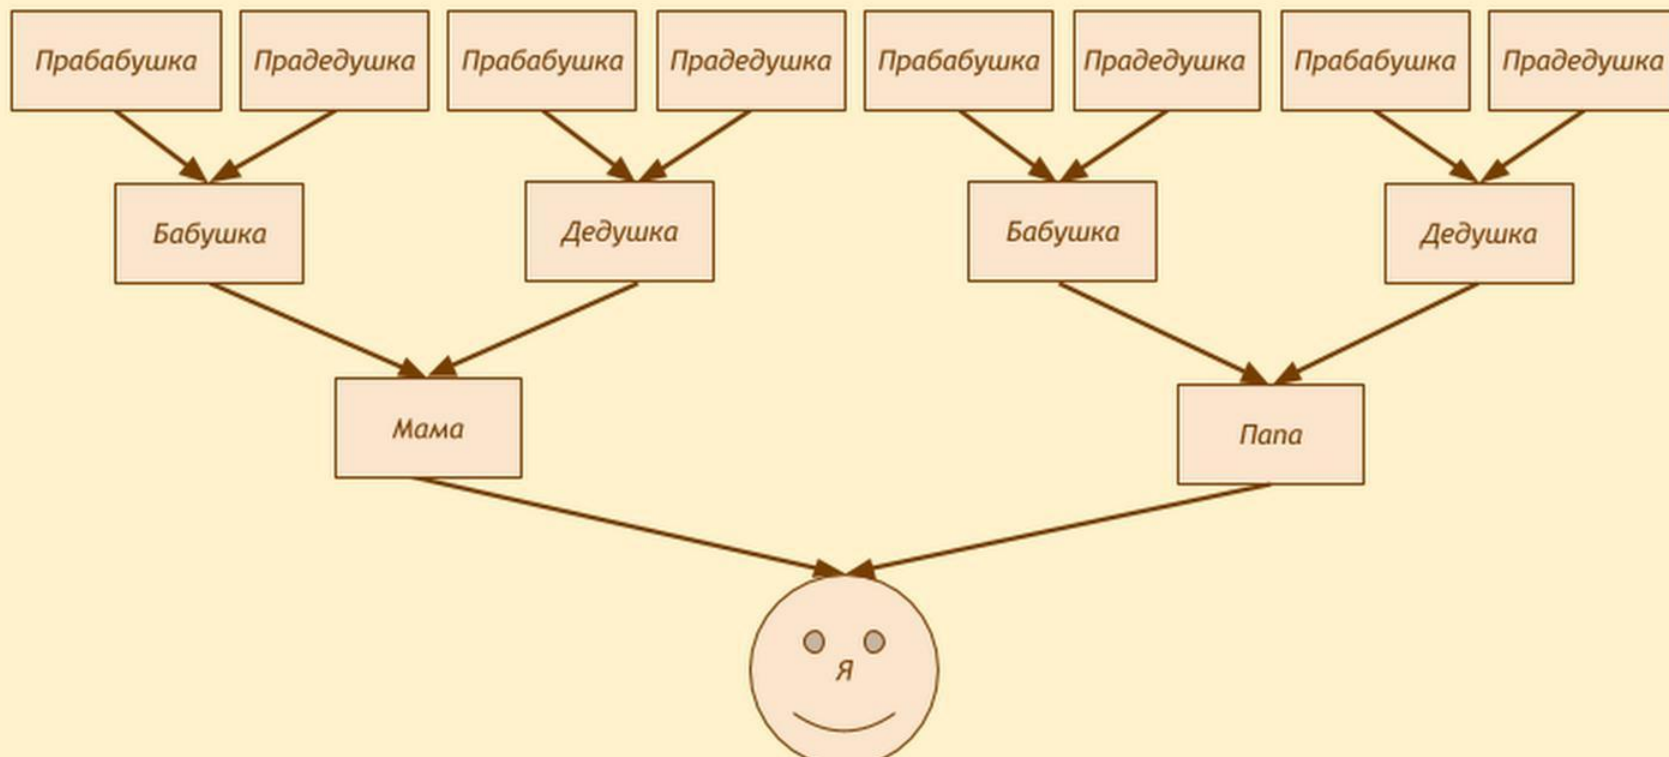 Прабабушка
Прадедушка
Прабабушка
Прадедушка
Прабабушка
Прадедушка
Прабабушка
Прадедушка
Бабушка
Дедушка
Бабушка
Дедушка
Мама
Папа
Я